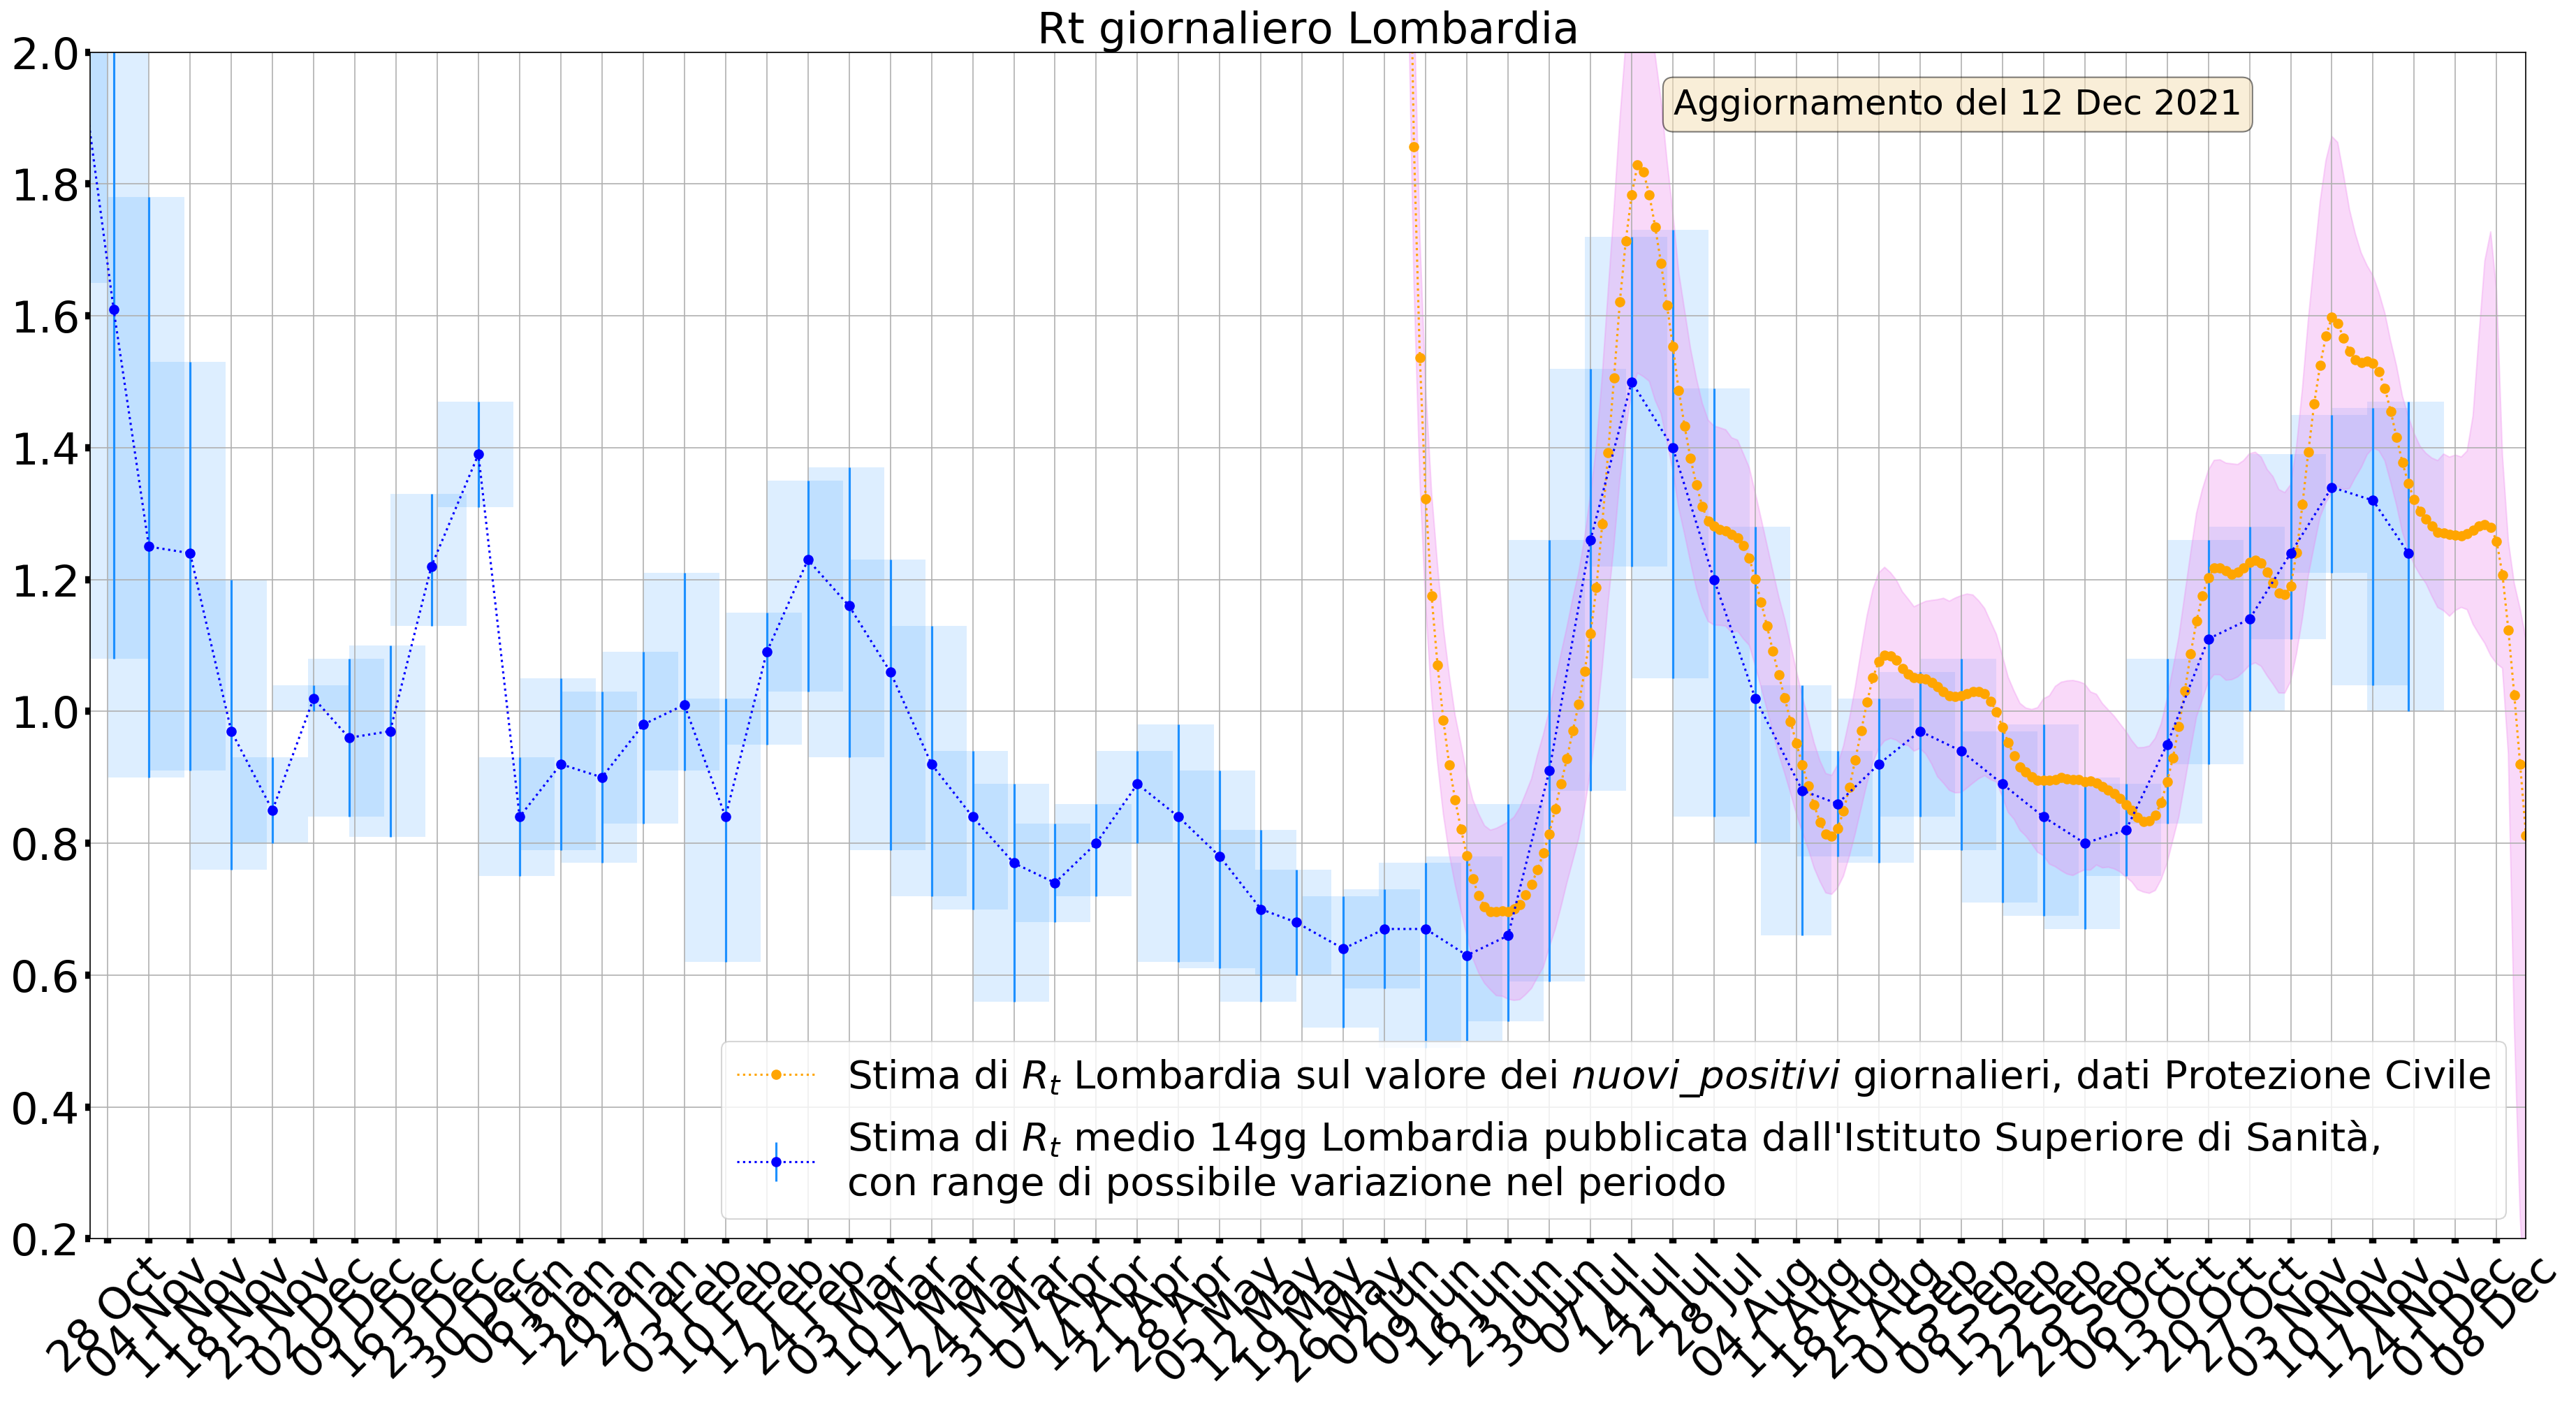 Rt giornaliero Lombardia
Aggiornamento del 12 Dec 2021
2.0
1.8
1.6
1.4
1.2
1.0
0.8
0.6
0.4
0.2
Stima di Rₜ Lombardia sul valore dei nuovi_positivi giornalieri, dati Protezione Civile
Stima di Rₜ medio 14gg Lombardia pubblicata dall'Istituto Superiore di Sanità,
con range di possibile variazione nel periodo
28 Oct
04 Nov
11 Nov
18 Nov
25 Nov
02 Dec
09 Dec
16 Dec
23 Dec
30 Dec
06 Jan
13 Jan
20 Jan
27 Jan
03 Feb
10 Feb
17 Feb
24 Feb
03 Mar
10 Mar
17 Mar
24 Mar
31 Mar
07 Apr
14 Apr
21 Apr
28 Apr
05 May
12 May
19 May
26 May
02 Jun
09 Jun
16 Jun
23 Jun
30 Jun
07 Jul
14 Jul
21 Jul
28 Jul
04 Aug
11 Aug
18 Aug
25 Aug
01 Sep
08 Sep
15 Sep
22 Sep
29 Sep
06 Oct
13 Oct
20 Oct
27 Oct
03 Nov
10 Nov
17 Nov
24 Nov
01 Dec
08 Dec